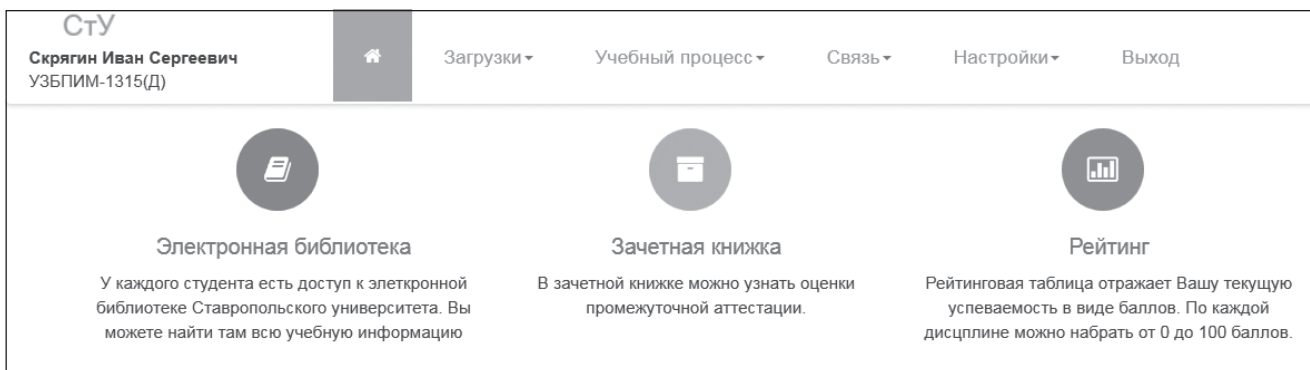 СтУ
Скрягин Иван Сергеевич
УЗБПИМ-1315(Д)
Загрузки
Учебный процесс
Связь
Настройки
Выход
Электронная библиотека
У каждого студента есть доступ к элеткронной
библиотеке Ставропольского университета. Вы
можете найти там всю учебную информацию
Зачетная книжка
В зачетной книжке можно узнать оценки
промежуточной аттестации.
Рейтинг
Рейтинговая таблица отражает Вашу текущую
успеваемость в виде баллов. По каждой
дисцплине можно набрать от 0 до 100 баллов.